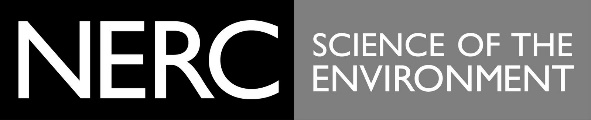 NERC
SCIENCE OF THE
ENVIRONMENT